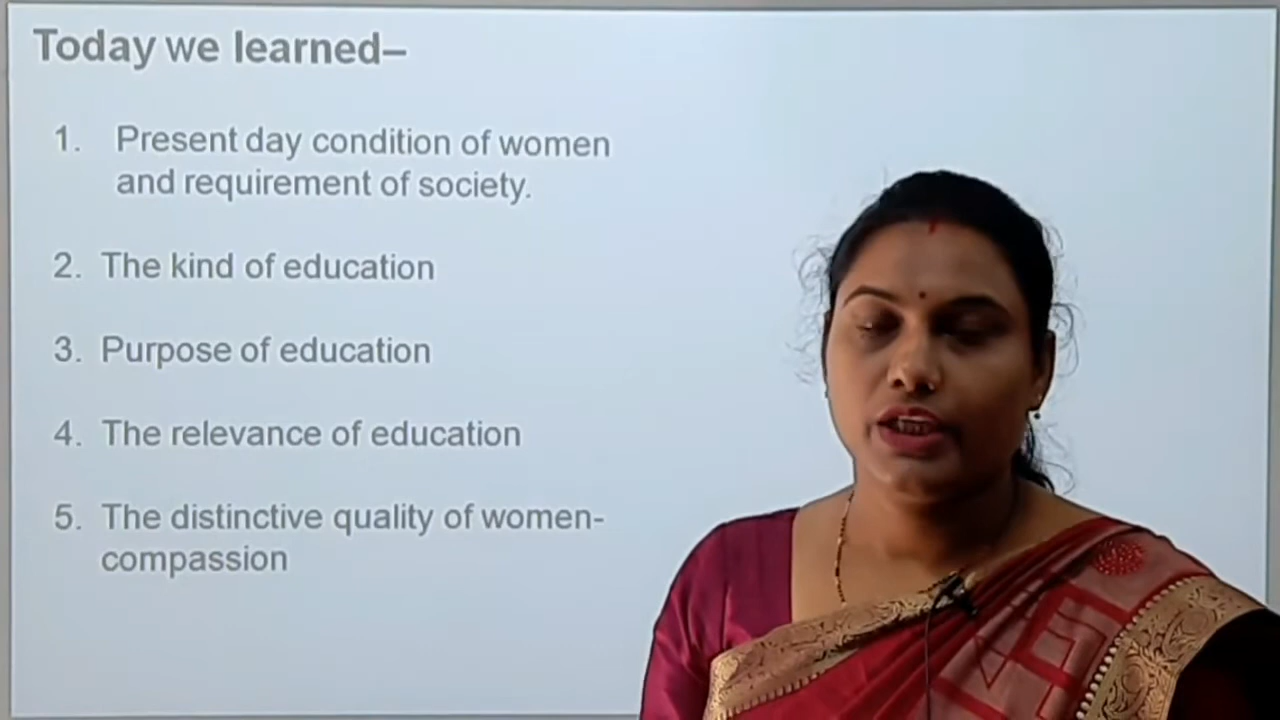 Today we learned–
1. Present day condition of women
and requirement of society.
2. The kind of education
3. Purpose of education
4. The relevance of education
5. The distinctive quality of women-
compassion